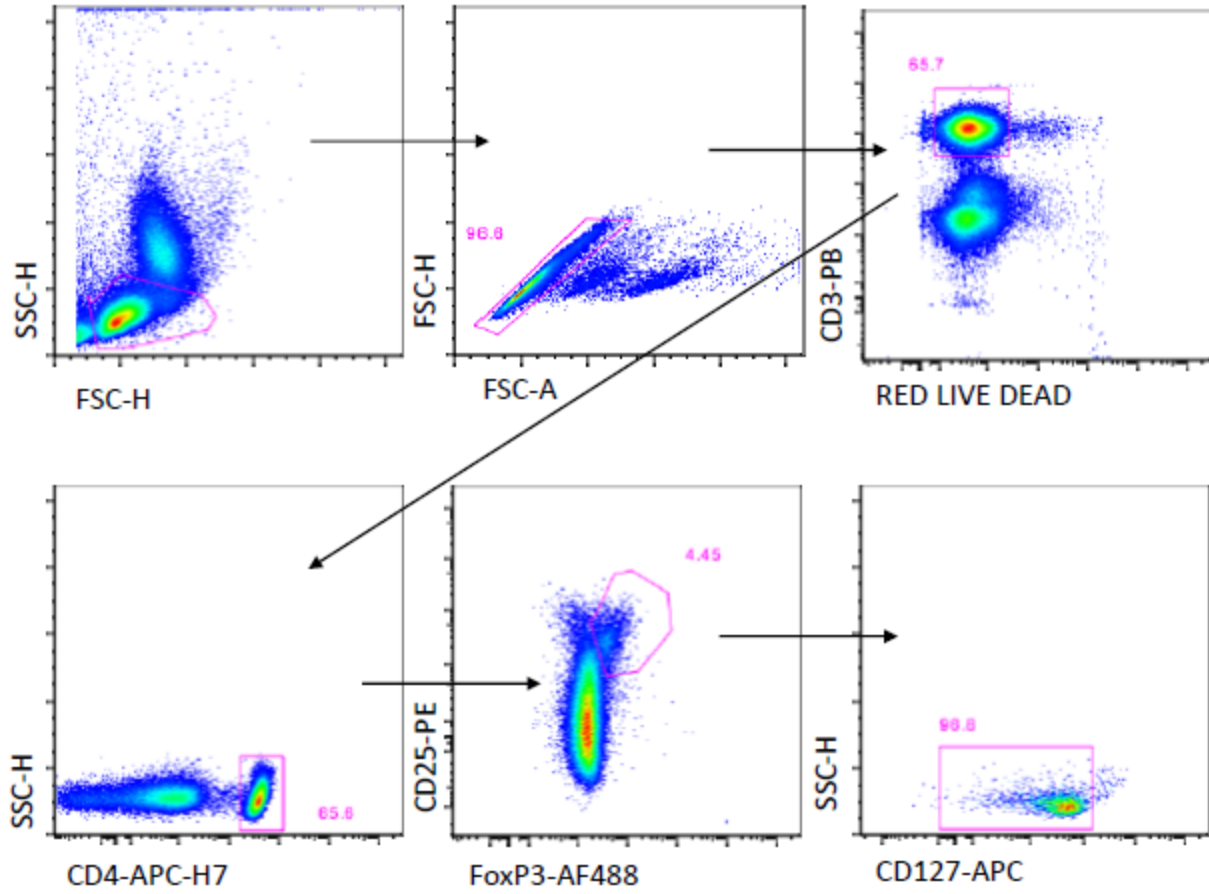 SSC-H
FSC-H
96.6
FSC-H
FSC-A
65.7
CD3-PB
RED LIVE DEAD
SSC-H
65.6
CD4-APC-H7
4.45
CD25-PE
FoxP3-AF488
96.8
SSC-H
CD127-APC